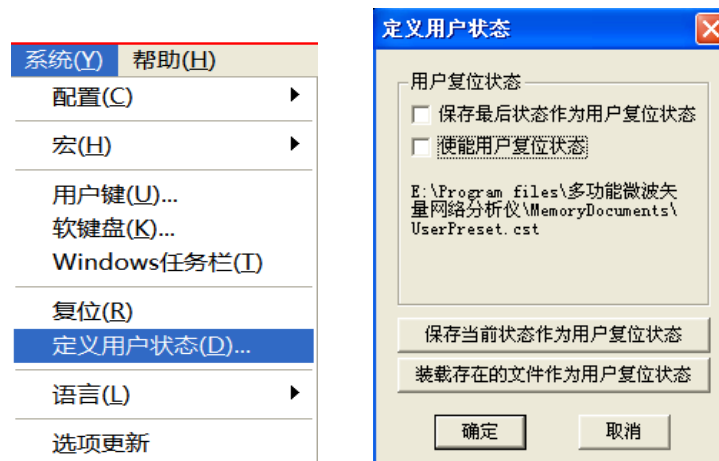 系统(Y) 帮助(H)
配置(C)
宏(H)
用户键(U)...
软键盘(K)...
Windows任务栏(T)
复位(R)
定义用户状态(D)...
语言(L)
选项更新
定义用户状态
用户复位状态
保存最后状态作为用户复位状态
使能用户复位状态
E:\Program files\多功能微波矢
量网络分析仪\MemoryDocuments\
UserPreset.cst
保存当前状态作为用户复位状态
装载存在的文件作为用户复位状态
确定 取消